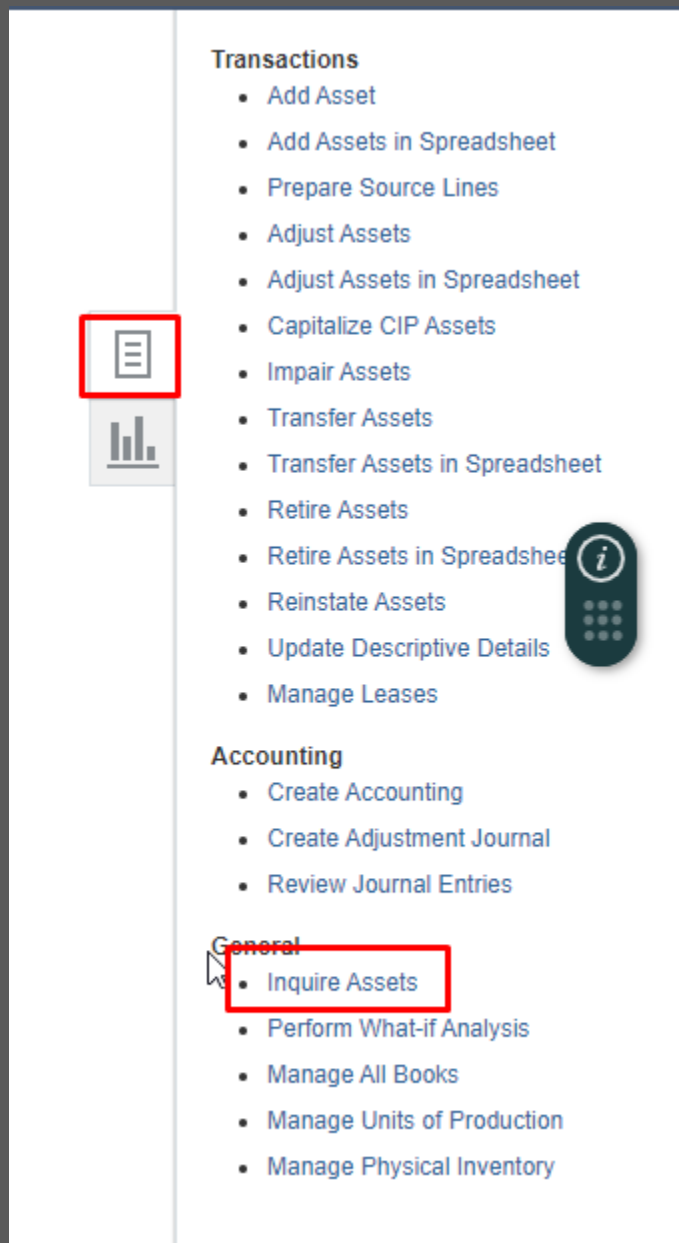 Transactions
Add Asset
Add Assets in Spreadsheet
Prepare Source Lines
Adjust Assets
Adjust Assets in Spreadsheet
Capitalize CIP Assets
Impair Assets
Transfer Assets
Transfer Assets in Spreadsheet
Retire Assets
Retire Assets in Spreadshee
Reinstate Assets
Update Descriptive Details
Manage Leases
Accounting
Create Accounting
Create Adjustment Journal
Review Journal Entries
General
Inquire Assets
Perform What-if Analysis
Manage All Books
Manage Units of Production
Manage Physical Inventory